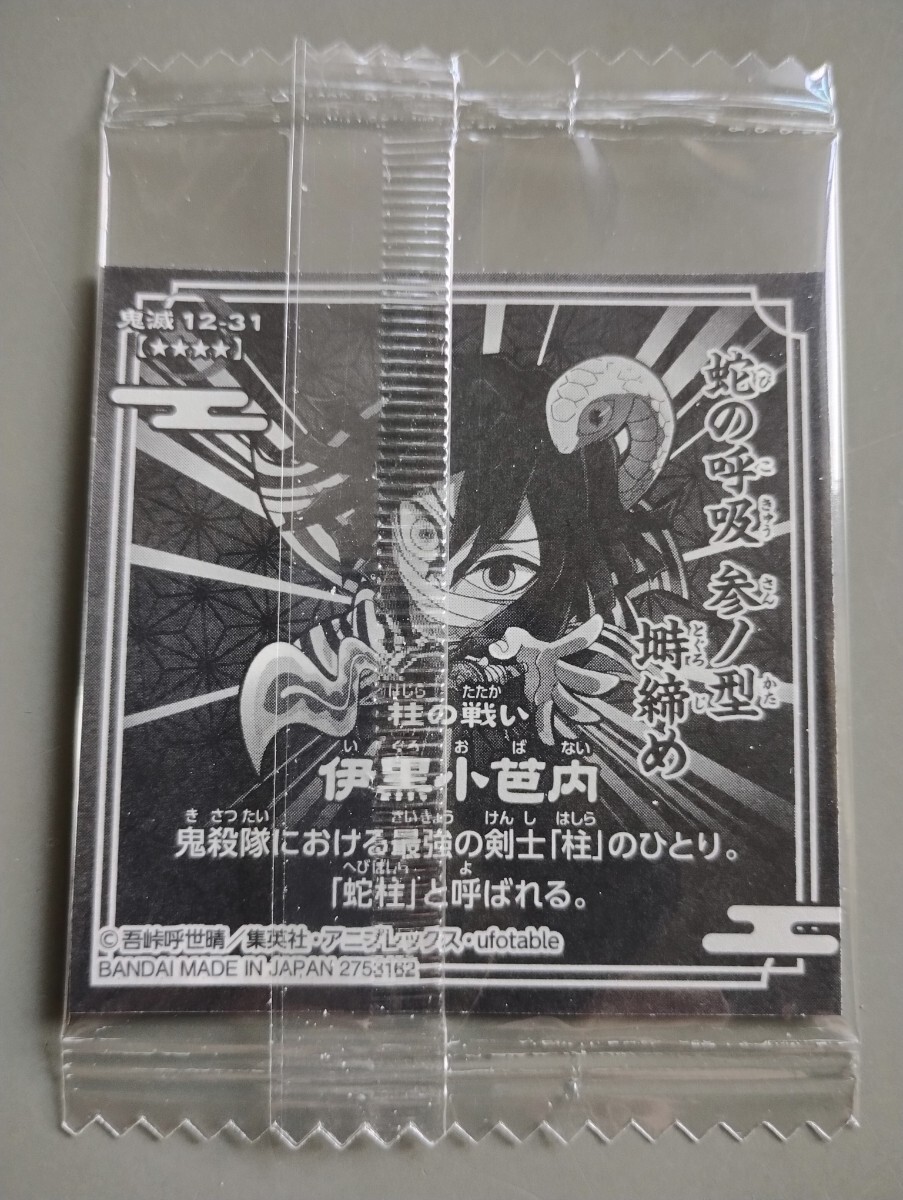 鬼滅 12-31
[★★★★]
蛇の呼吸 参ノ型
塒締め
柱の戦い
伊黒小芭内
鬼殺隊における最強の剣士「柱」のひとり。
「蛇柱」と呼ばれる。
©吾峠呼世晴/集英社・アニプレックス・ufotable
BANDAI MADE IN JAPAN 2753162